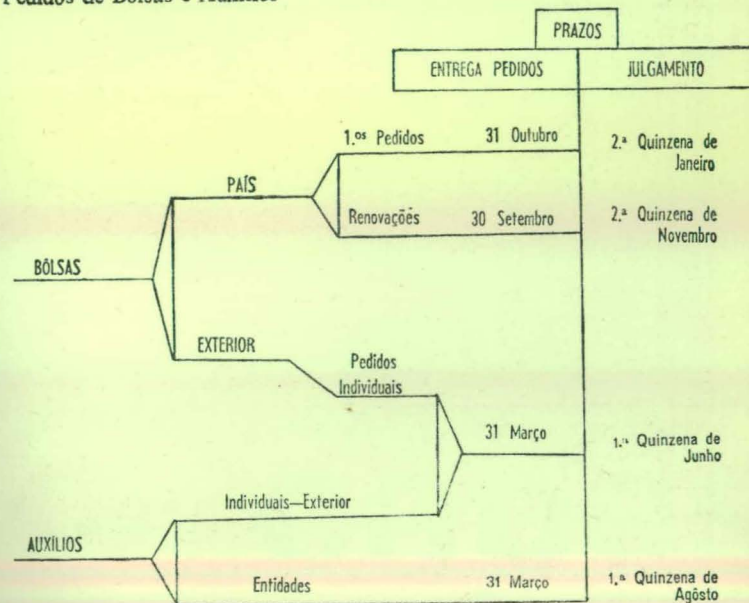 Pedidos de Bolsas e Auxílios
PRAZOS
ENTREGA PEDIDOS
JULGAMENTO
1.os Pedidos
31 Outubro
2.ª Quinzena de
Janeiro
PAÍS
Renovações
30 Setembro
2.ª Quinzena de
Novembro
BÔLSAS
EXTERIOR
Pedidos
Individuais
31 Março
1.ª Quinzena de
Junho
Individuais—Exterior
AUXÍLIOS
Entidades
31 Março
1.ª Quinzena de
Agôsto